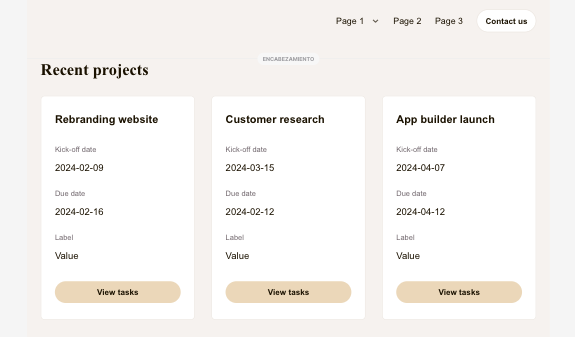 Page 1 Page 2 Page 3 Contact us
ENCABEZAMIENTO
Recent projects
Rebranding website
Kick-off date
2024-02-09
Due date
2024-02-16
Label
Value
View tasks
Customer research
Kick-off date
2024-03-15
Due date
2024-02-12
Label
Value
View tasks
App builder launch
Kick-off date
2024-04-07
Due date
2024-04-12
Label
Value
View tasks